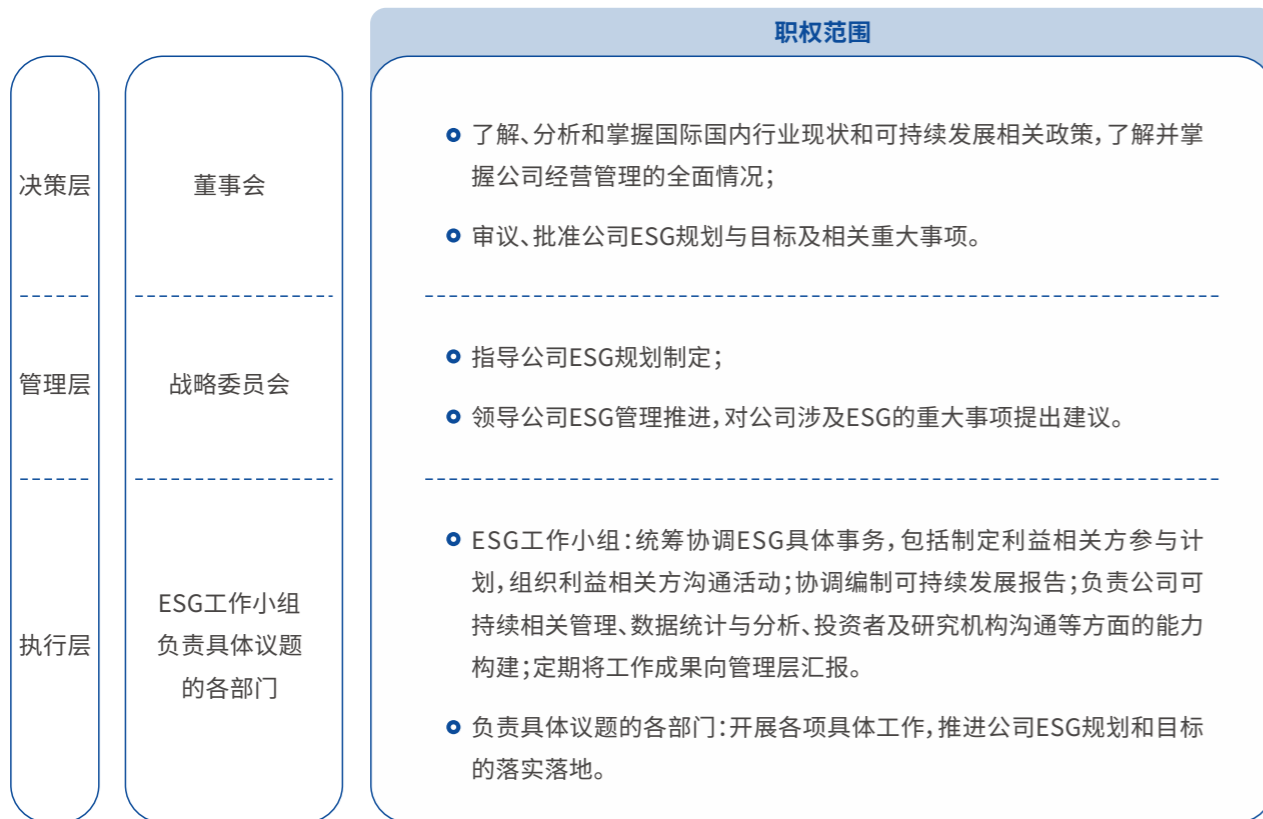 职权范围
决策层
董事会
了解、分析和掌握国际国内行业现状和可持续发展相关政策,了解并掌
握公司经营管理的全面情况;
审议、批准公司ESG规划与目标及相关重大事项。
管理层
战略委员会
指导公司ESG规划制定;
领导公司ESG管理推进,对公司涉及ESG的重大事项提出建议。
执行层
ESG工作小组
负责具体议题
的各部门
ESG工作小组:统筹协调ESG具体事务,包括制定利益相关方参与计
划,组织利益相关方沟通活动;协调编制可持续发展报告;负责公司可
持续相关管理、数据统计与分析、投资者及研究机构沟通等方面的能力
构建;定期将工作成果向管理层汇报。
负责具体议题的各部门:开展各项具体工作,推进公司ESG规划和目标
的落实落地。